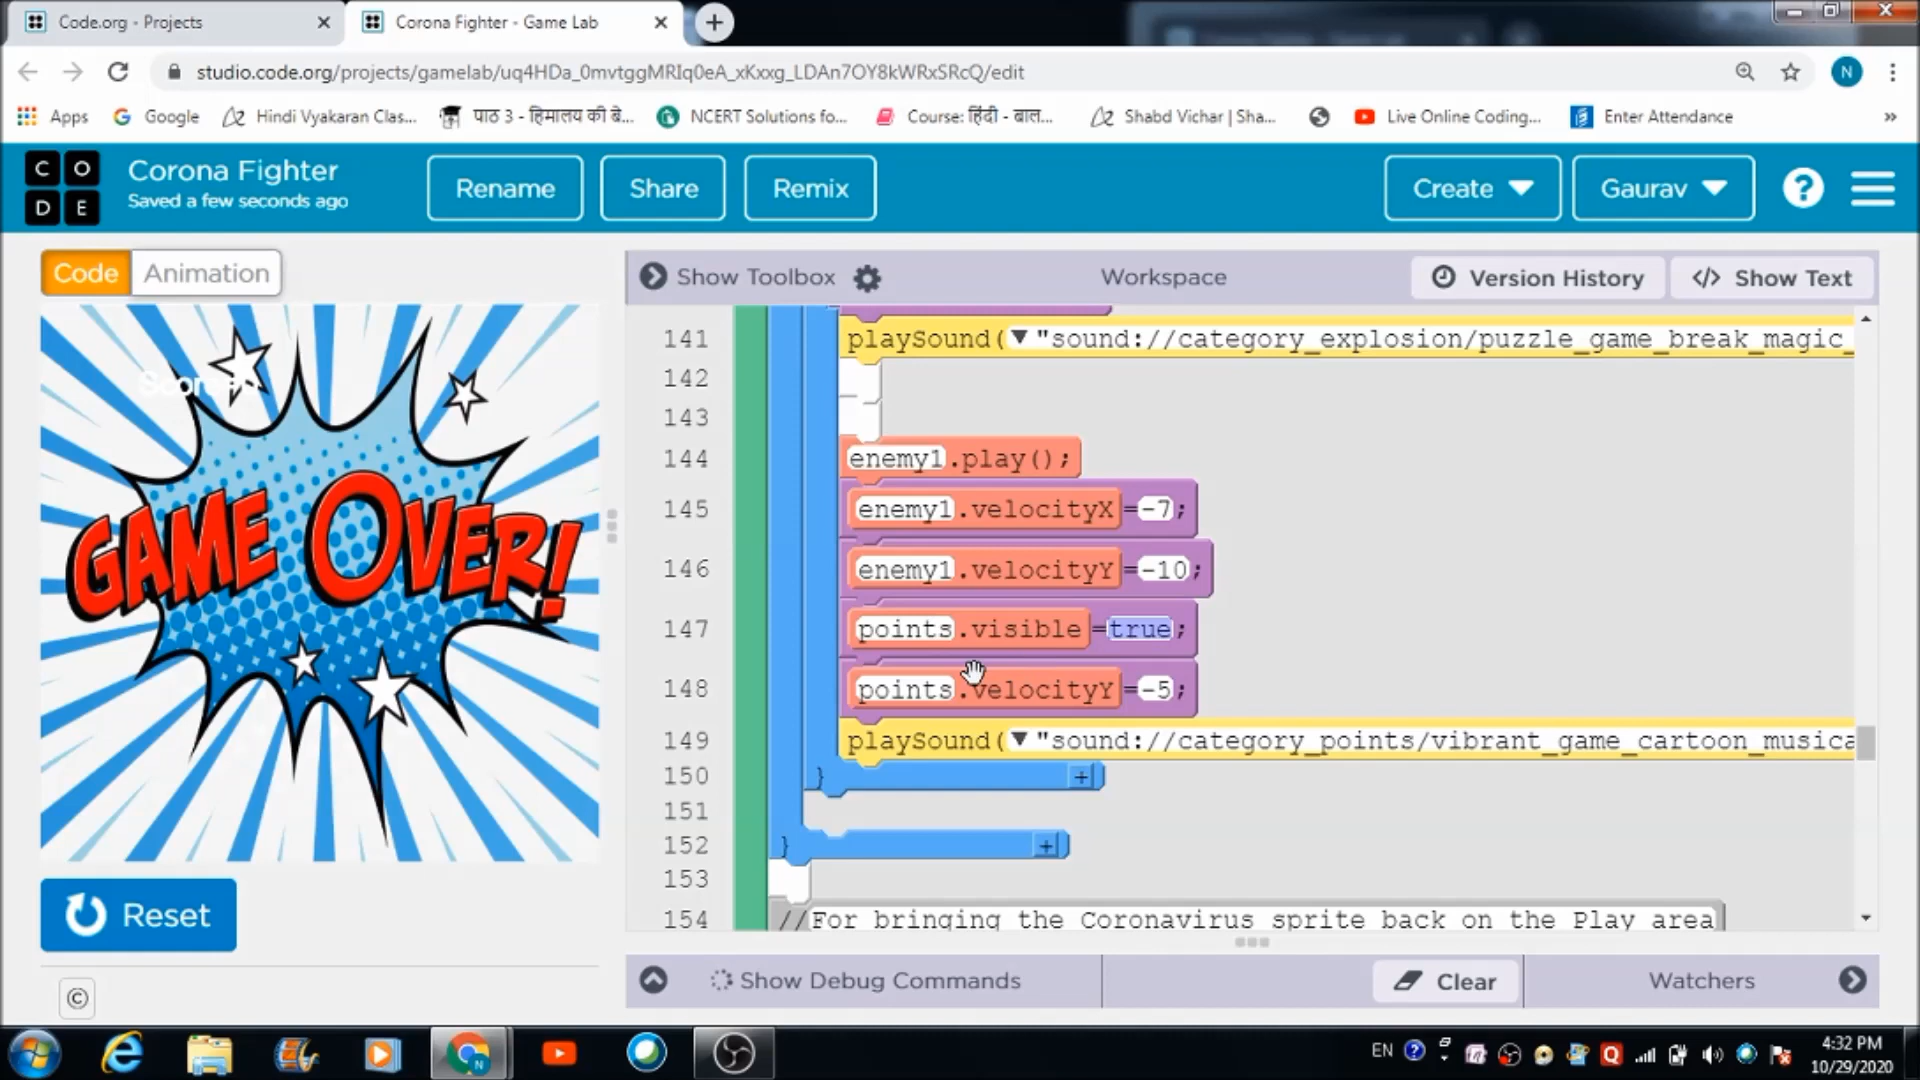 Code.org - Projects
Corona Fighter - Game Lab
studio.code.org/projects/gamelab/uq4HDa_0mvtggMRIq0eA_xKxxg_LDAn7OY8kWRxSRcQ/edit
N
Apps
Google
Hindi Vyakaran Clas...
पाठ 3 - हिमालय की बे...
NCERT Solutions fo...
Course: हिंदी - बाल...
Shabd Vichar | Sha...
Live Online Coding...
Enter Attendance
»
CODE
Corona Fighter
Saved a few seconds ago
Rename
Share
Remix
Create
Gaurav
?
Code
Animation
Show Toolbox
Workspace
Version History
</> Show Text
GAME OVER!
141 playSound( "sound://category_explosion/puzzle_game_break_magic_
142
143
144 enemy1.play();
145 enemy1.velocityX=-7;
146 enemy1.velocityY=-10;
147 points.visible=true;
148 points.velocityY=-5;
149 playSound( "sound://category_points/vibrant_game_cartoon_musica
150 } +
151
152 } +
153
154 //For bringing the Coronavirus sprite back on the Play area
Reset
©
Show Debug Commands
Clear
Watchers
EN
4:32 PM
10/29/2020